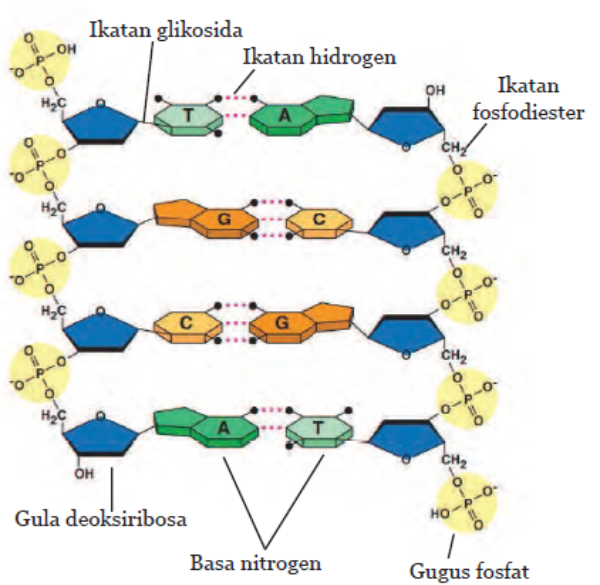 Ikatan glikosida
Ikatan hidrogen
Ikatan
fosfodiester
O
P
OH
⁻O
O
H₂C
O
T
A
OH
O
CH₂
O
O
P
⁻O
O
O
H₂C
O
G
C
O
O
P
O⁻
O
O
CH₂
O
O
P
⁻O
O
O
H₂C
O
C
G
O
O
P
O⁻
O
O
CH₂
O
O
P
⁻O
O
O
H₂C
O
A
T
O
O
P
O⁻
O
O
CH₂
OH
O
HO
P
O⁻
O
Gula deoksiribosa
Basa nitrogen
Gugus fosfat